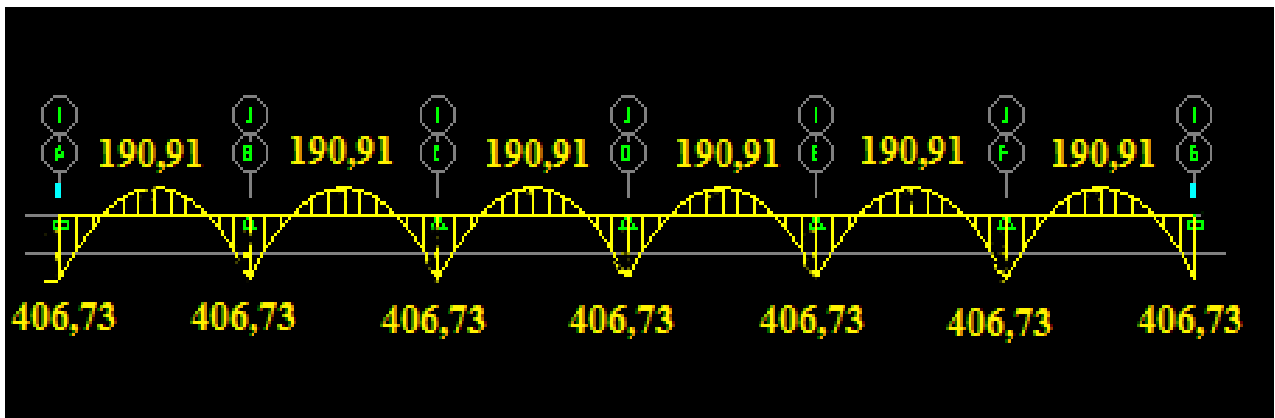 I J I J I J I
A B C D E F G
190,91 190,91 190,91 190,91 190,91 190,91
406,73 406,73 406,73 406,73 406,73 406,73 406,73